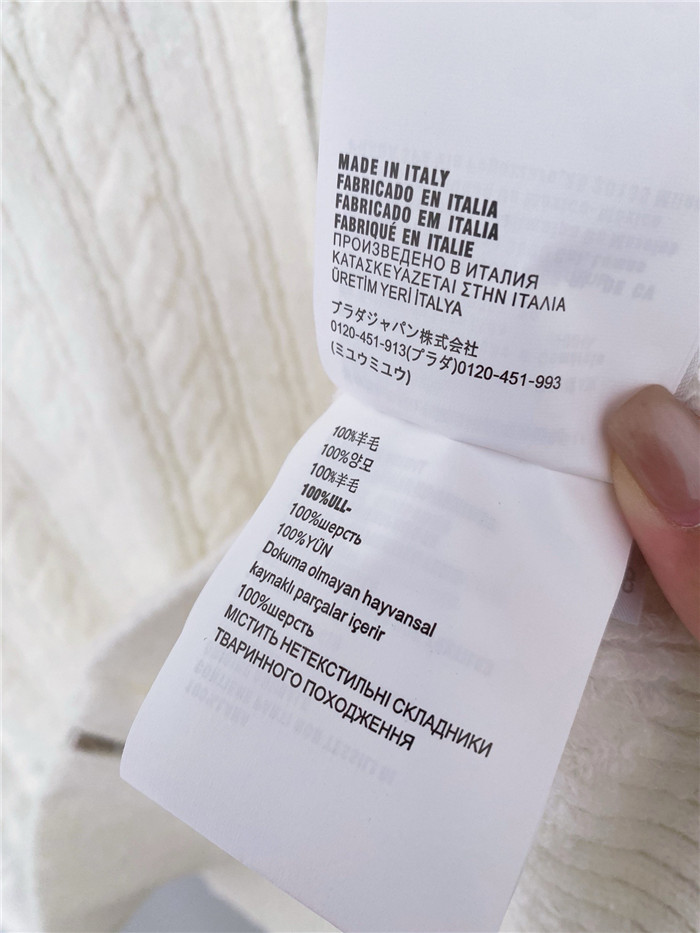 MADE IN ITALY
FABRICADO EN ITALIA
FABRICADO EM ITALIA
FABRIQUÉ EN ITALIE
ПРОИЗВЕДЕНО В ИТАЛИЯ
ΚΑΤΑΣΚΕΥΑΖΕΤΑΙ ΣΤΗΝ ΙΤΑΛΙΑ
ÜRETİM YERİ İTALYA
プラダジャパン株式会社
0120-451-913(プラダ)0120-451-993
(ミユウミユウ)
100%羊毛
100%양모
100%羊毛
100%ULL-
100%шерсть
100%YÜN
Dokuma olmayan hayvansal
kaynaklı parçalar içerir
100%шерсть
МІСТИТЬ НЕТЕКСТИЛЬНІ СКЛАДНИКИ
ТВАРИННОГО ПОХОДЖЕННЯ